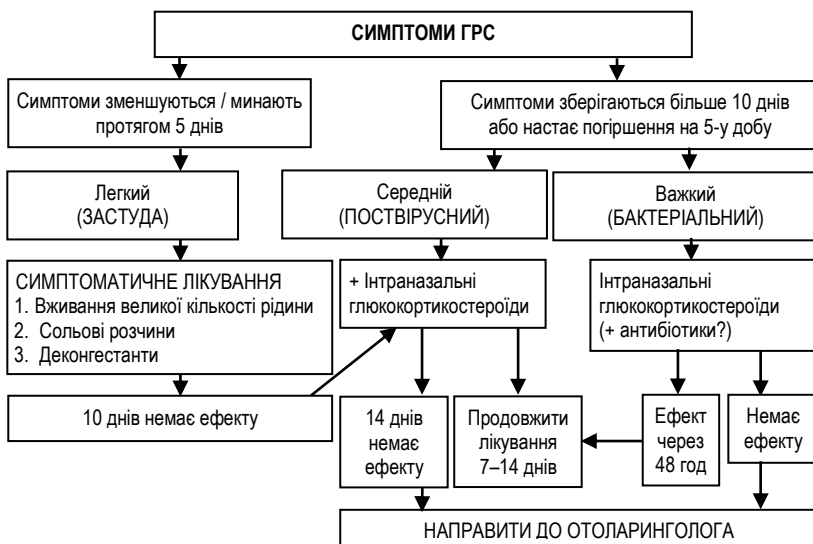 СИМПТОМИ ГРС
Симптоми зменшуються / минають
протягом 5 днів
Симптоми зберігаються більше 10 днів
або настає погіршення на 5-у добу
Легкий
(ЗАСТУДА)
Середній
(ПОСТВІРУСНИЙ)
Важкий
(БАКТЕРІАЛЬНИЙ)
СИМПТОМАТИЧНЕ ЛІКУВАННЯ
1. Вживання великої кількості рідини
2. Сольові розчини
3. Деконгестанти
+ Інтраназальні
глюкокортикостероїди
Інтраназальні
глюкокортикостероїди
(+ антибіотики?)
10 днів немає ефекту
14 днів
немає
ефекту
Продовжити
лікування
7–14 днів
Ефект
через
48 год
Немає
ефекту
НАПРАВИТИ ДО ОТОЛАРИНГОЛОГА